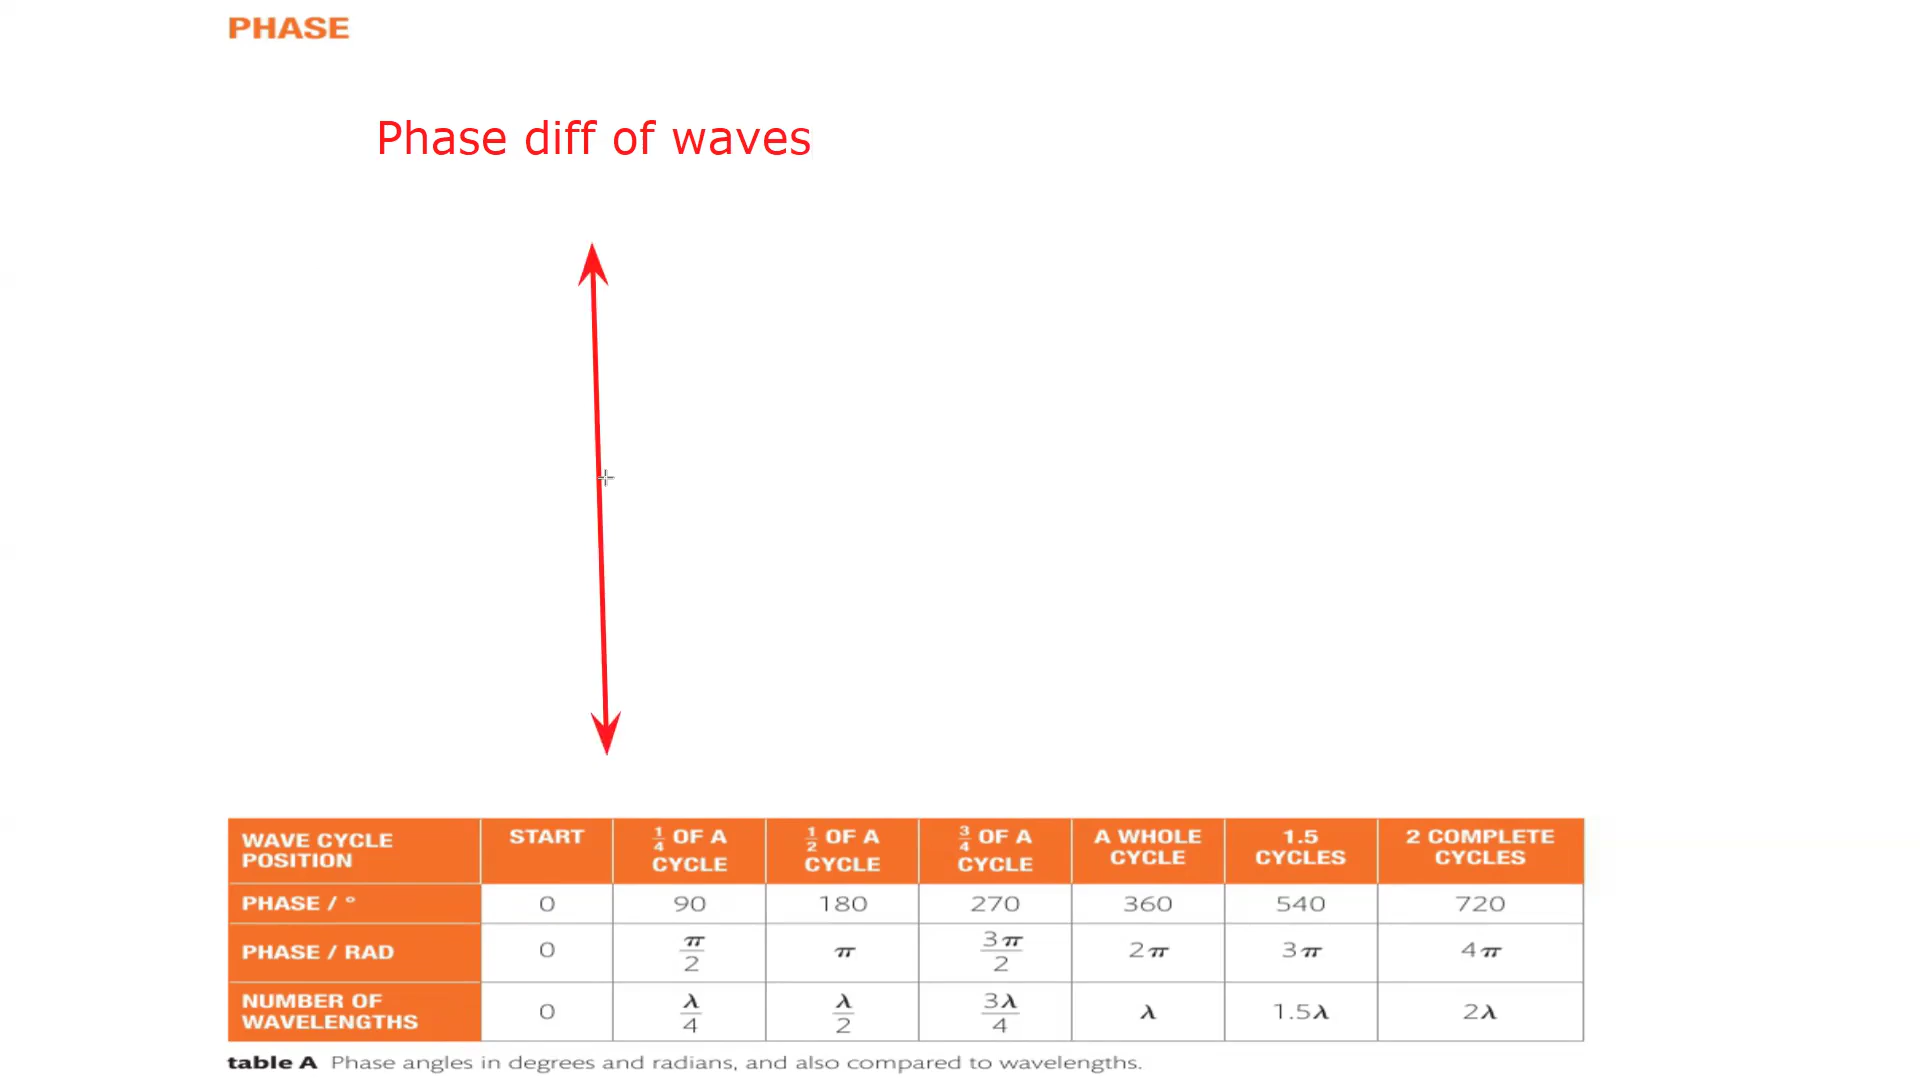 PHASE
Phase diff of waves
WAVE CYCLE POSITION START 1/4 OF A CYCLE 1/2 OF A CYCLE 3/4 OF A CYCLE A WHOLE CYCLE 1.5 CYCLES 2 COMPLETE CYCLES
PHASE / ° 0 90 180 270 360 540 720
PHASE / RAD 0 π/2 π 3π/2 2π 3π 4π
NUMBER OF WAVELENGTHS 0 λ/4 λ/2 3λ/4 λ 1.5λ 2λ
table A Phase angles in degrees and radians, and also compared to wavelengths.